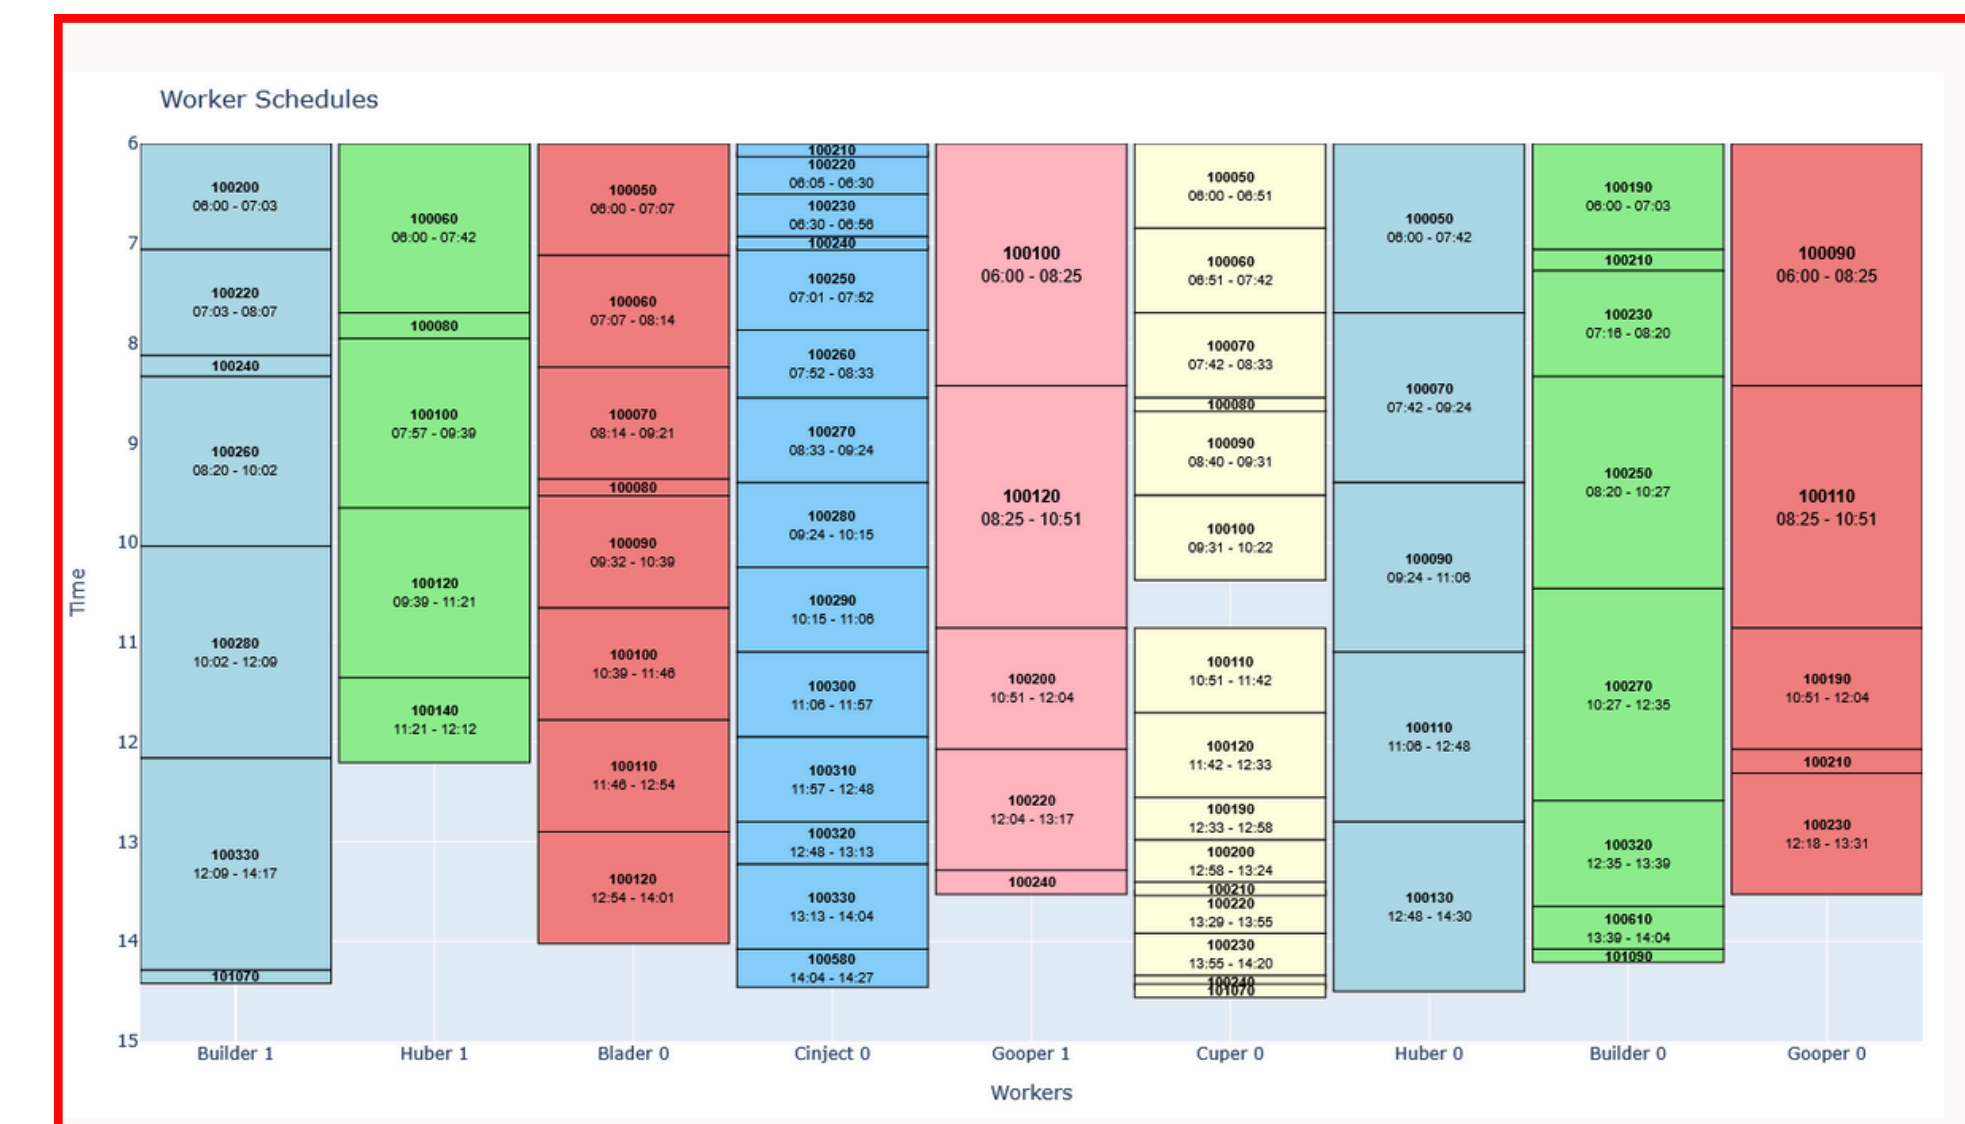 Worker Schedules
Time
6
7
8
9
10
11
12
13
14
15
100200
06:00 - 07:03
100220
07:03 - 08:07
100240
100260
08:20 - 10:02
100280
10:02 - 12:09
100330
12:09 - 14:17
101070
100060
06:00 - 07:42
100080
100100
07:57 - 09:39
100120
09:39 - 11:21
100140
11:21 - 12:12
100050
06:00 - 07:07
100060
07:07 - 08:14
100070
08:14 - 09:21
100080
100090
09:32 - 10:39
100100
10:39 - 11:46
100110
11:46 - 12:54
100120
12:54 - 14:01
100210
100220
06:05 - 06:30
100230
06:30 - 06:56
100240
100250
07:01 - 07:52
100260
07:52 - 08:33
100270
08:33 - 09:24
100280
09:24 - 10:15
100290
10:15 - 11:06
100300
11:06 - 11:57
100310
11:57 - 12:48
100320
12:48 - 13:13
100330
13:13 - 14:04
100580
14:04 - 14:27
100100
06:00 - 08:25
100120
08:25 - 10:51
100200
10:51 - 12:04
100220
12:04 - 13:17
100240
100050
06:00 - 06:51
100060
06:51 - 07:42
100070
07:42 - 08:33
100080
100090
08:40 - 09:31
100100
09:31 - 10:22
100110
10:51 - 11:42
100120
11:42 - 12:33
100190
12:33 - 12:58
100200
12:58 - 13:24
100210
100220
13:29 - 13:55
100230
13:55 - 14:20
100240
101070
100050
06:00 - 07:42
100070
07:42 - 09:24
100090
09:24 - 11:06
100110
11:06 - 12:48
100130
12:48 - 14:30
100190
06:00 - 07:03
100210
100230
07:16 - 08:20
100250
08:20 - 10:27
100270
10:27 - 12:35
100320
12:35 - 13:39
100610
13:39 - 14:04
101090
100090
06:00 - 08:25
100110
08:25 - 10:51
100190
10:51 - 12:04
100210
100230
12:18 - 13:31
Builder 1
Huber 1
Blader 0
Cinject 0
Gooper 1
Cuper 0
Huber 0
Builder 0
Gooper 0
Workers